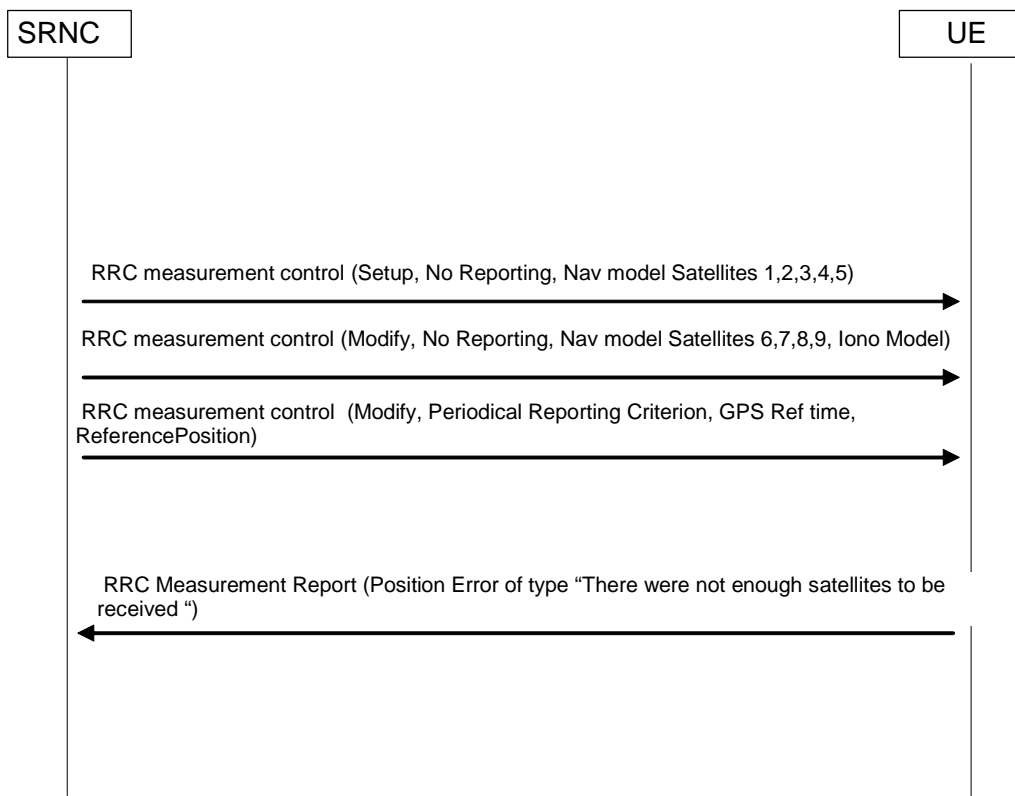 SRNC
UE
RRC measurement control (Setup, No Reporting, Nav model Satellites 1,2,3,4,5)
RRC measurement control (Modify, No Reporting, Nav model Satellites 6,7,8,9, Iono Model)
RRC measurement control  (Modify, Periodical Reporting Criterion, GPS Ref time,
ReferencePosition)
RRC Measurement Report (Position Error of type “There were not enough satellites to be
received “)